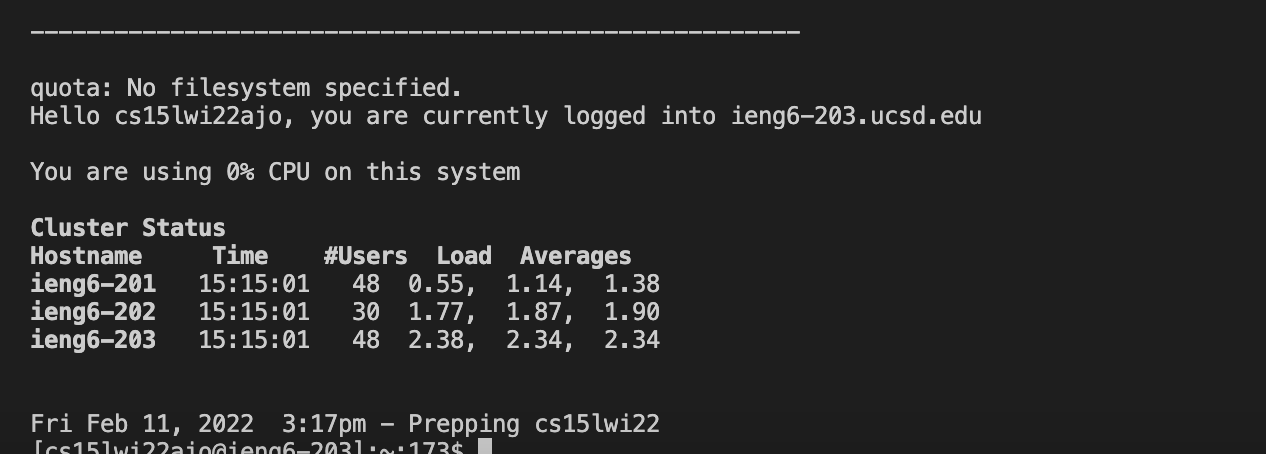 -------------------------------------------------------
quota: No filesystem specified.
Hello cs15lwi22ajo, you are currently logged into ieng6-203.ucsd.edu
You are using 0% CPU on this system
Cluster Status
Hostname     Time    #Users  Load  Averages
ieng6-201   15:15:01   48  0.55,  1.14,  1.38
ieng6-202   15:15:01   30  1.77,  1.87,  1.90
ieng6-203   15:15:01   48  2.38,  2.34,  2.34
Fri Feb 11, 2022  3:17pm - Prepping cs15lwi22
[cs15lwi22ajo@ieng6-203]:~:173$